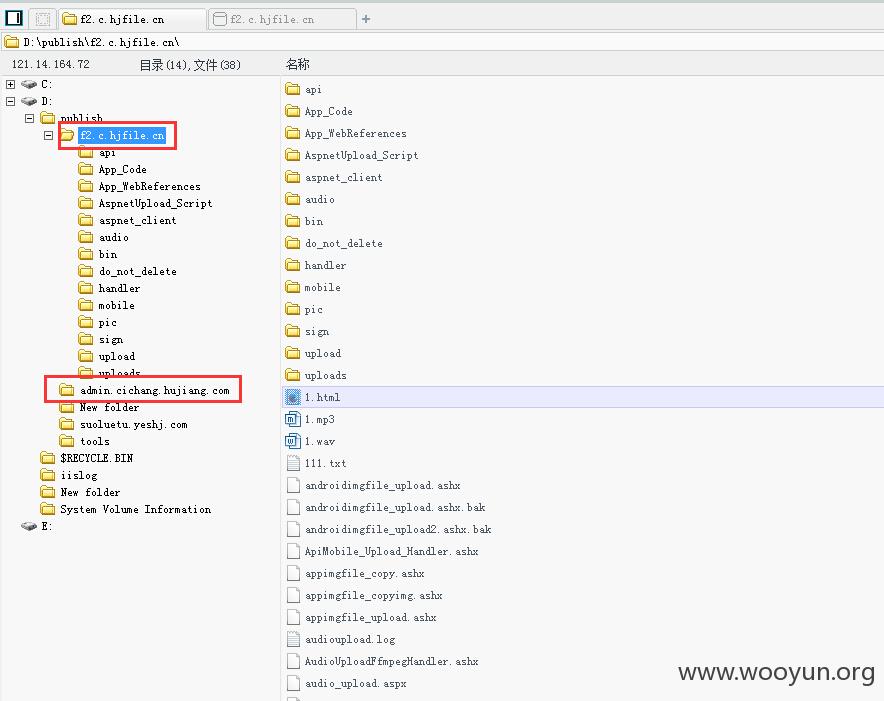 f2.c.hjfile.cn
f2.c.hjfile.cn
D:\publish\f2.c.hjfile.cn\
121.14.164.72
目录(14),文件(38)
名称
C:
D:
publish
f2.c.hjfile.cn
api
App_Code
App_WebReferences
AspnetUpload_Script
aspnet_client
audio
bin
do_not_delete
handler
mobile
pic
sign
upload
uploads
admin.cichang.hujiang.com
New folder
suoluetu.yeshj.com
tools
$RECYCLE.BIN
iislog
New folder
System Volume Information
E:
api
App_Code
App_WebReferences
AspnetUpload_Script
aspnet_client
audio
bin
do_not_delete
handler
mobile
pic
sign
upload
uploads
1.html
1.mp3
1.wav
111.txt
androidimgfile_upload.ashx
androidimgfile_upload.ashx.bak
androidimgfile_upload2.ashx.bak
ApiMobile_Upload_Handler.ashx
appimgfile_copy.ashx
appimgfile_copyimg.ashx
appimgfile_upload.ashx
audioupload.log
AudioUploadFfmpegHandler.ashx
audio_upload.aspx
www.wooyun.org